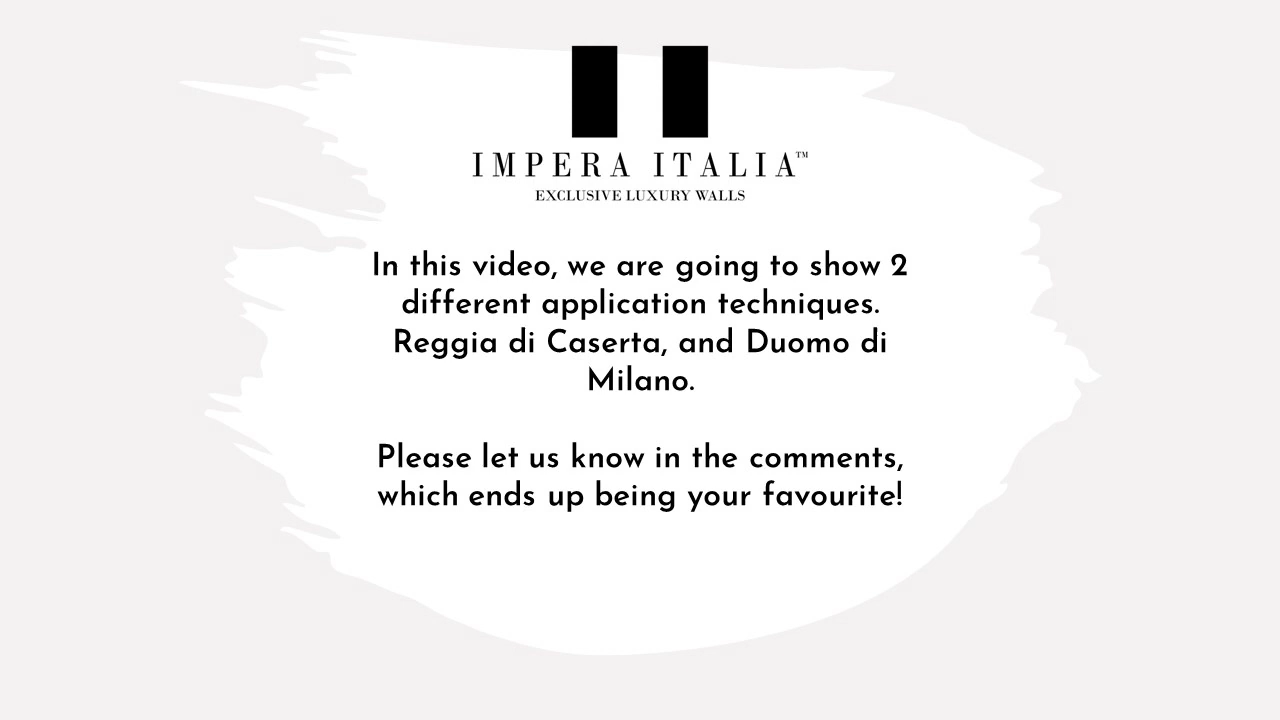 IMPERA ITALIA™
EXCLUSIVE LUXURY WALLS
In this video, we are going to show 2
different application techniques.
Reggia di Caserta, and Duomo di
Milano.
Please let us know in the comments,
which ends up being your favourite!